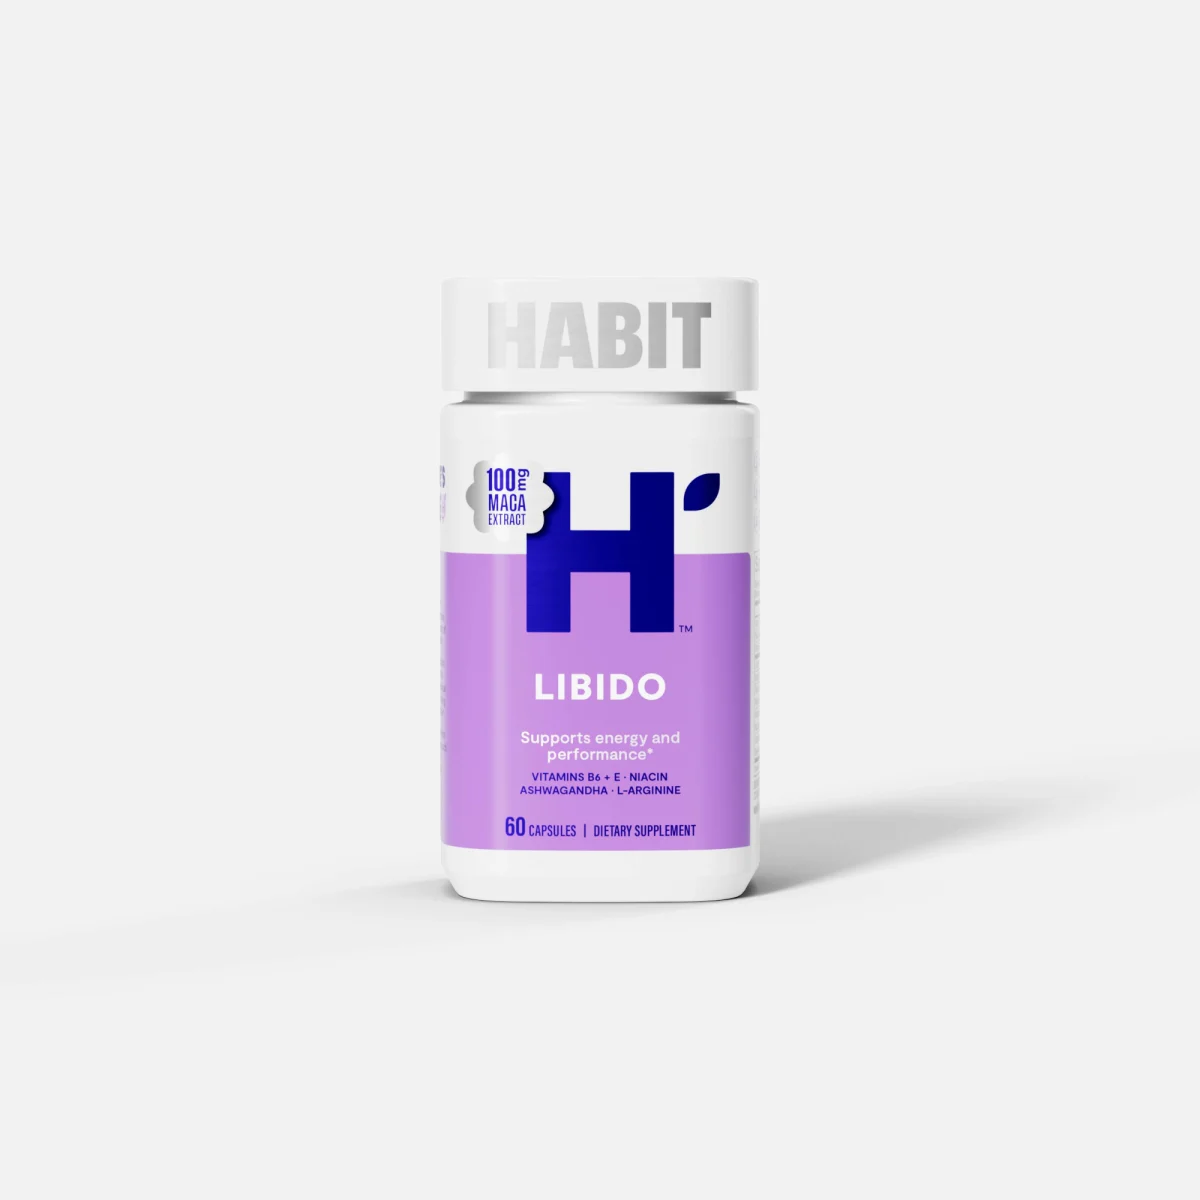 HABIT
100mg
MACA
EXTRACT
H
TM
LIBIDO
Supports energy and
performance*
VITAMINS B6 + E · NIACIN
ASHWAGANDHA · L-ARGININE
60 CAPSULES | DIETARY SUPPLEMENT